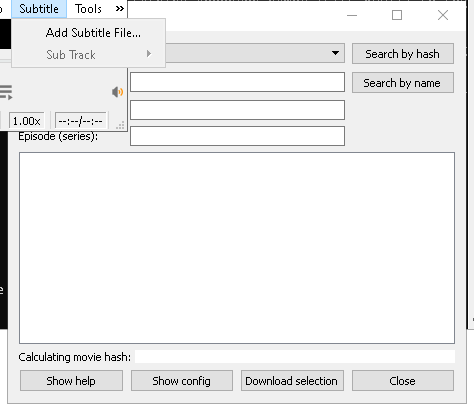 Subtitle Tools »
Add Subtitle File...
Search by hash
Sub Track
Search by name
1.00x --:--/--:--
Episode (series):
Calculating movie hash:
Show help Show config Download selection Close